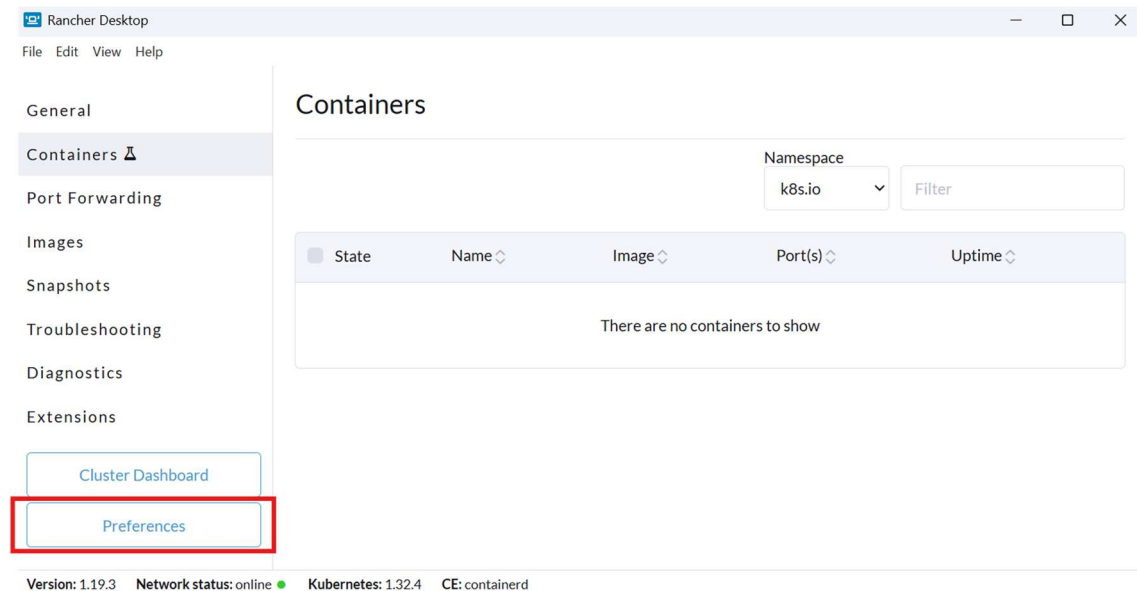 Rancher Desktop
File Edit View Help
General
Containers
Port Forwarding
Images
Snapshots
Troubleshooting
Diagnostics
Extensions
Cluster Dashboard
Preferences
Containers
Namespace
k8s.io Filter
State Name Image Port(s) Uptime
There are no containers to show
Version: 1.19.3 Network status: online Kubernetes: 1.32.4 CE: containerd